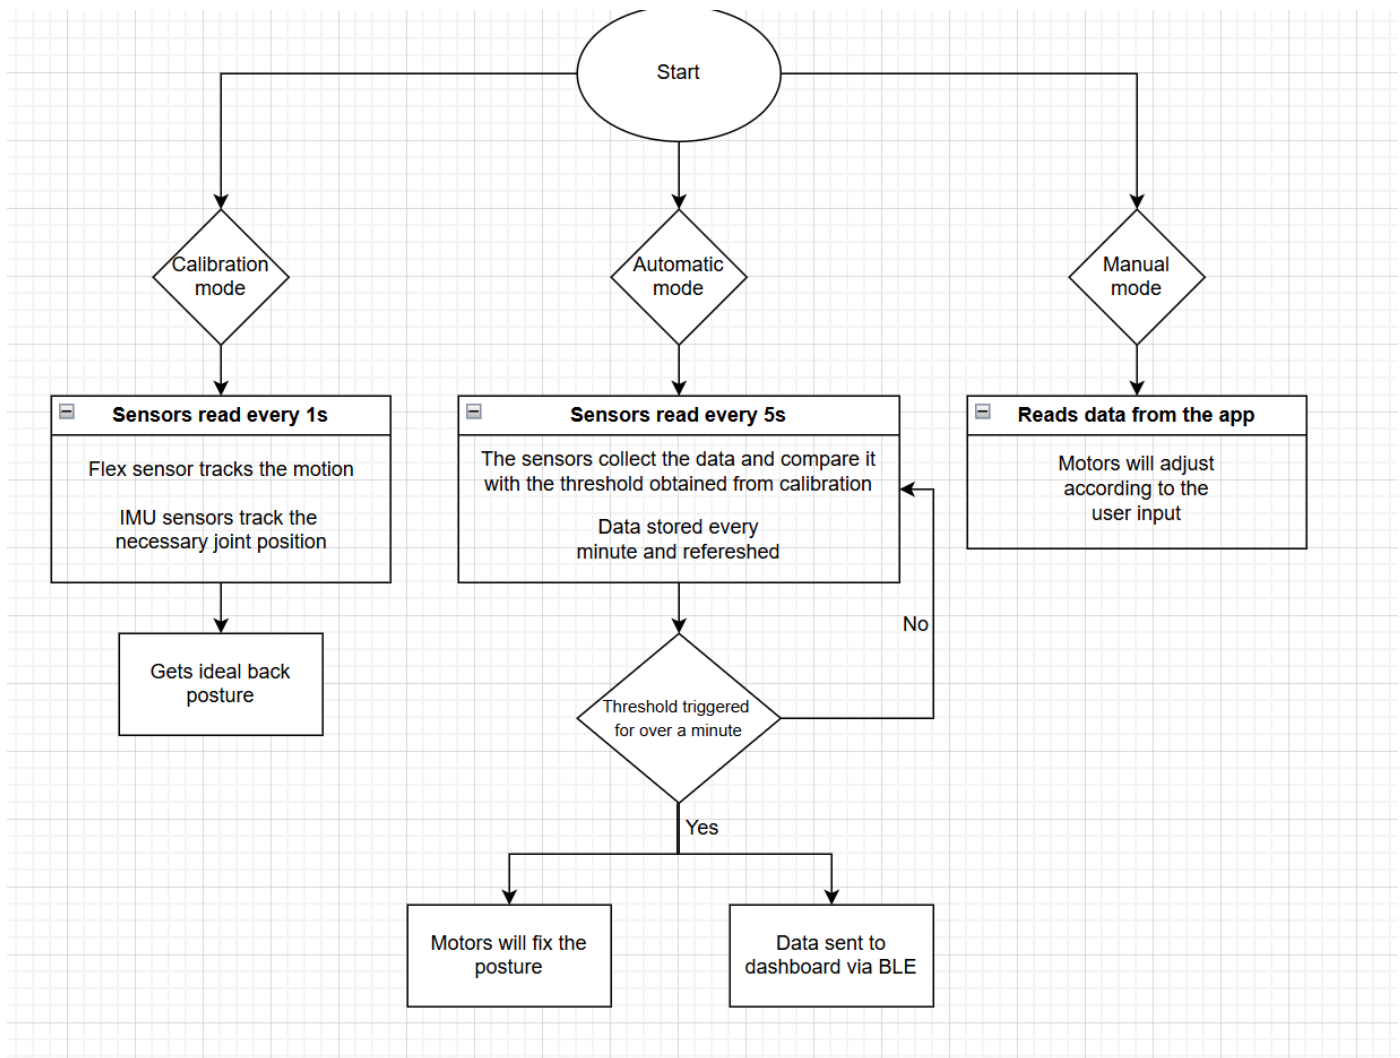 Start
Calibration
mode
Automatic
mode
Manual
mode
Sensors read every 1s
Flex sensor tracks the motion
IMU sensors track the
necessary joint position
Sensors read every 5s
The sensors collect the data and compare it
with the threshold obtained from calibration
Data stored every
minute and refereshed
Reads data from the app
Motors will adjust
according to the
user input
Gets ideal back
posture
Threshold triggered
for over a minute
No
Yes
Motors will fix the
posture
Data sent to
dashboard via BLE